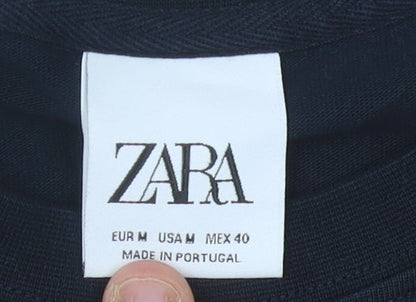 ZARA
EUR M USA M MEX 40
MADE IN PORTUGAL